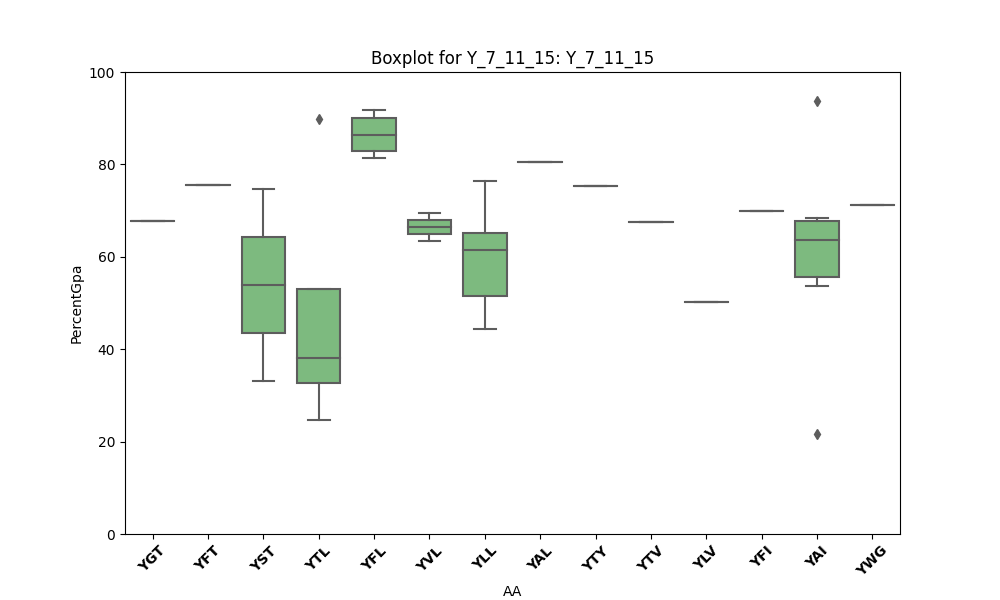 Boxplot for Y_7_11_15: Y_7_11_15
100
80
60
40
20
0
PercentGpa
YGT YFT YST YTL YFL YVL YLL YAL YTY YTV YLV YFI YAI YWG
AA